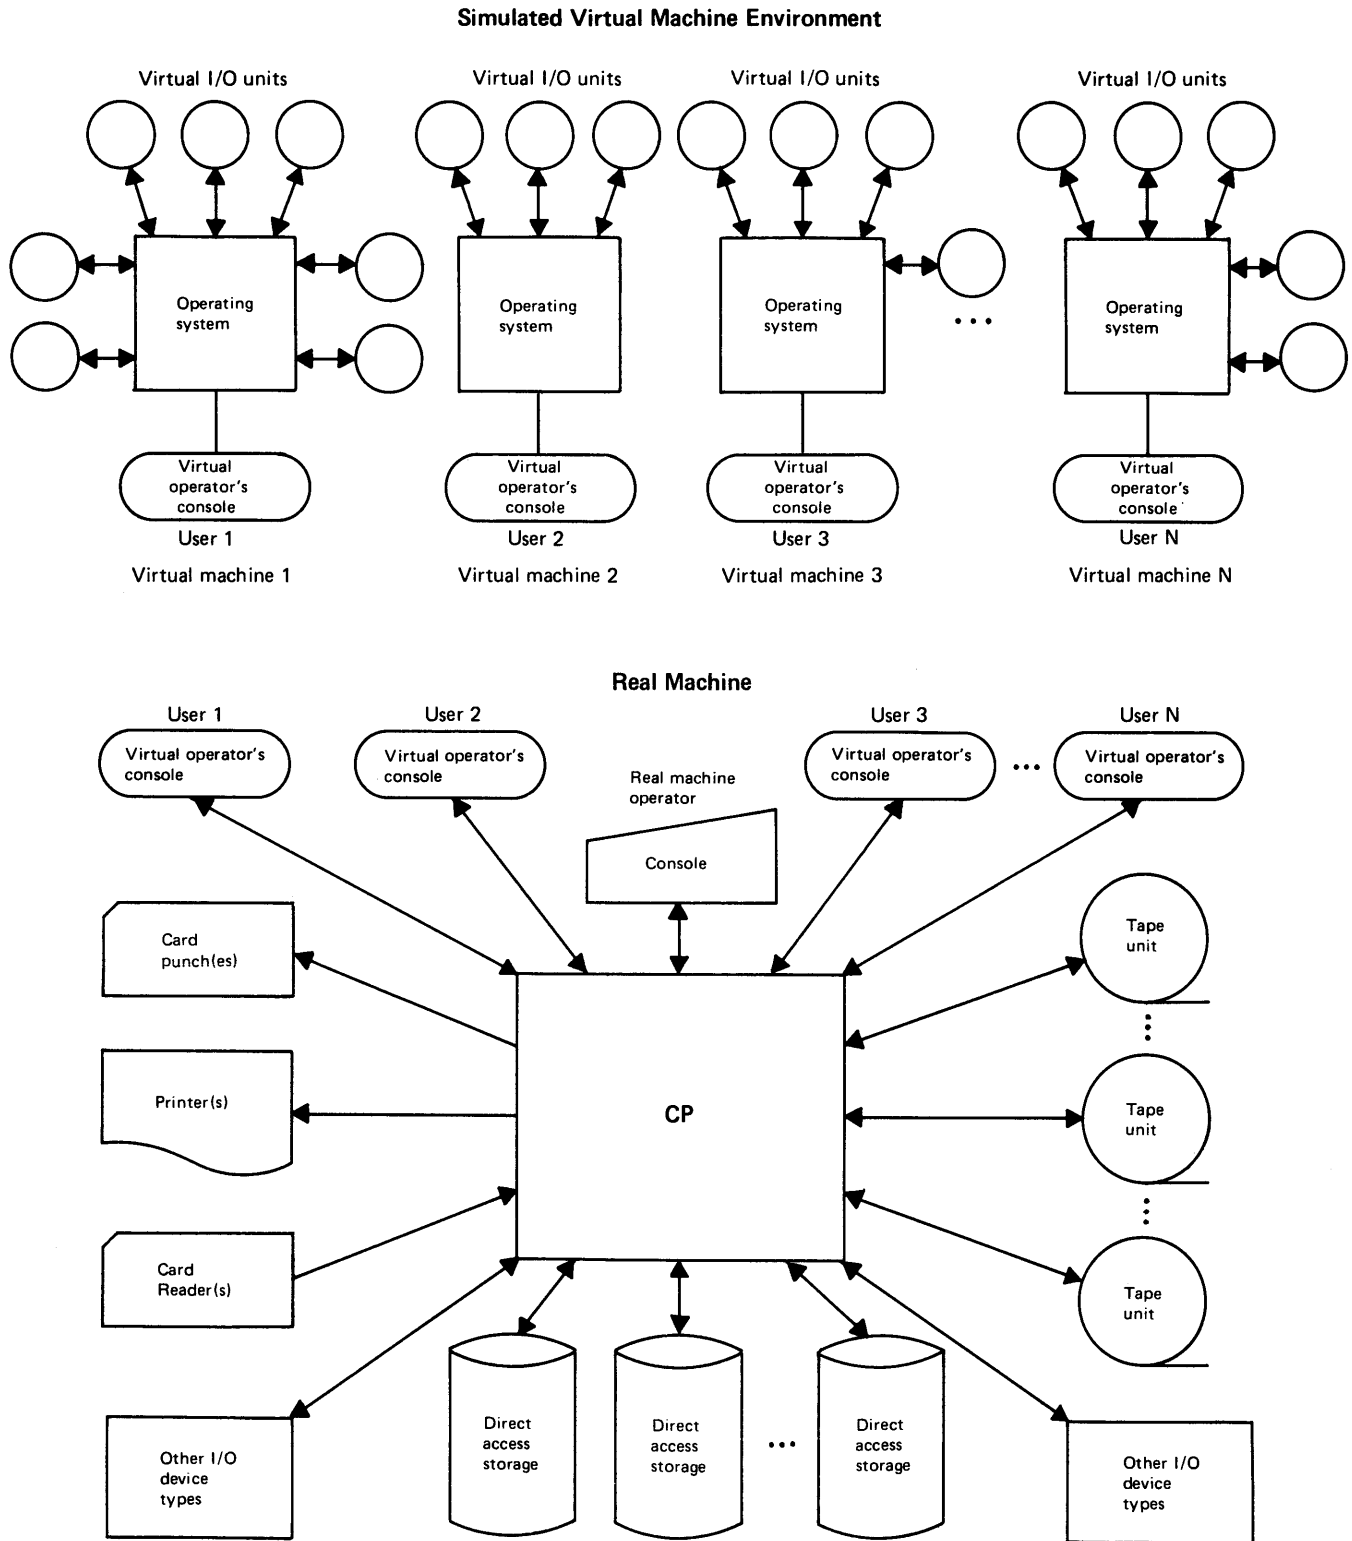 Simulated Virtual Machine Environment
Virtual I/O units
Virtual I/O units
Virtual I/O units
Virtual I/O units
Operating
system
Operating
system
Operating
system
Operating
system
Virtual
operator's
console
Virtual
operator's
console
Virtual
operator's
console
Virtual
operator's
console
User 1
User 2
User 3
User N
Virtual machine 1
Virtual machine 2
Virtual machine 3
Virtual machine N
Real Machine
User 1
User 2
User 3
User N
Virtual operator's
console
Virtual operator's
console
Virtual operator's
console
Virtual operator's
console
Real machine
operator
Console
Card
punch(es)
Tape
unit
Printer(s)
CP
Tape
unit
Card
Reader(s)
Tape
unit
Other I/O
device
types
Direct
access
storage
Direct
access
storage
Direct
access
storage
Other I/O
device
types